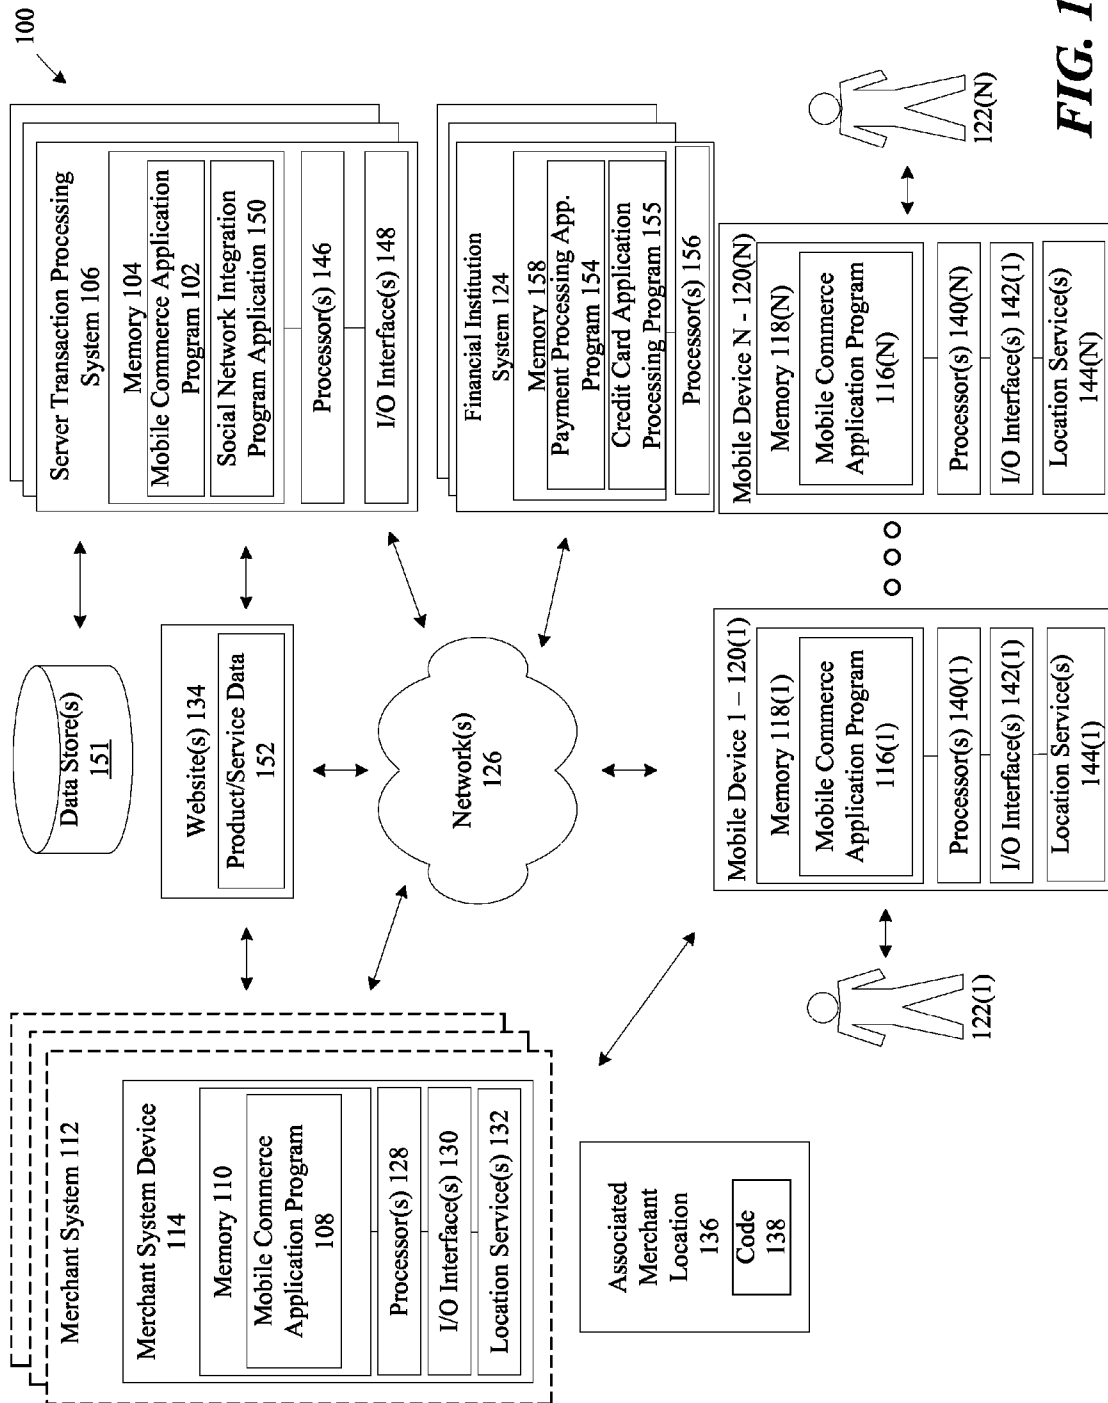 100
Merchant System 112
Merchant System Device
114
Memory 110
Mobile Commerce
Application Program
108
Processor(s) 128
I/O Interface(s) 130
Location Service(s) 132
Data Store(s)
151
Website(s) 134
Product/Service Data
152
Network(s)
126
Server Transaction Processing
System 106
Memory 104
Mobile Commerce Application
Program 102
Social Network Integration
Program Application 150
Processor(s) 146
I/O Interface(s) 148
Financial Institution
System 124
Memory 158
Payment Processing App.
Program 154
Credit Card Application
Processing Program 155
Processor(s) 156
Associated
Merchant
Location
136
Code
138
122(1)
Mobile Device 1 – 120(1)
Memory 118(1)
Mobile Commerce
Application Program
116(1)
Processor(s) 140(1)
I/O Interface(s) 142(1)
Location Service(s)
144(1)
Mobile Device N - 120(N)
Memory 118(N)
Mobile Commerce
Application Program
116(N)
Processor(s) 140(N)
I/O Interface(s) 142(1)
Location Service(s)
144(N)
122(N)
FIG. 1